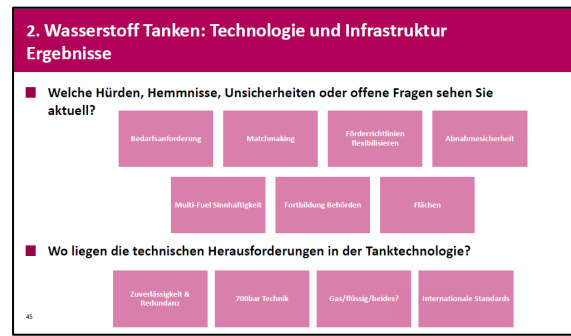 2. Wasserstoff Tanken: Technologie und Infrastruktur
Ergebnisse
Welche Hürden, Hemmnisse, Unsicherheiten oder offene Fragen sehen Sie
aktuell?
Bedarfsanforderung
Matchmaking
Förderrichtlinien
flexibilisieren
Abnahmesicherheit
Multi-Fuel Sinnhaftigkeit
Fortbildung Behörden
Flächen
Wo liegen die technischen Herausforderungen in der Tanktechnologie?
Zuverlässigkeit &
Redundanz
700bar Technik
Gas/flüssig/beides?
Internationale Standards
45